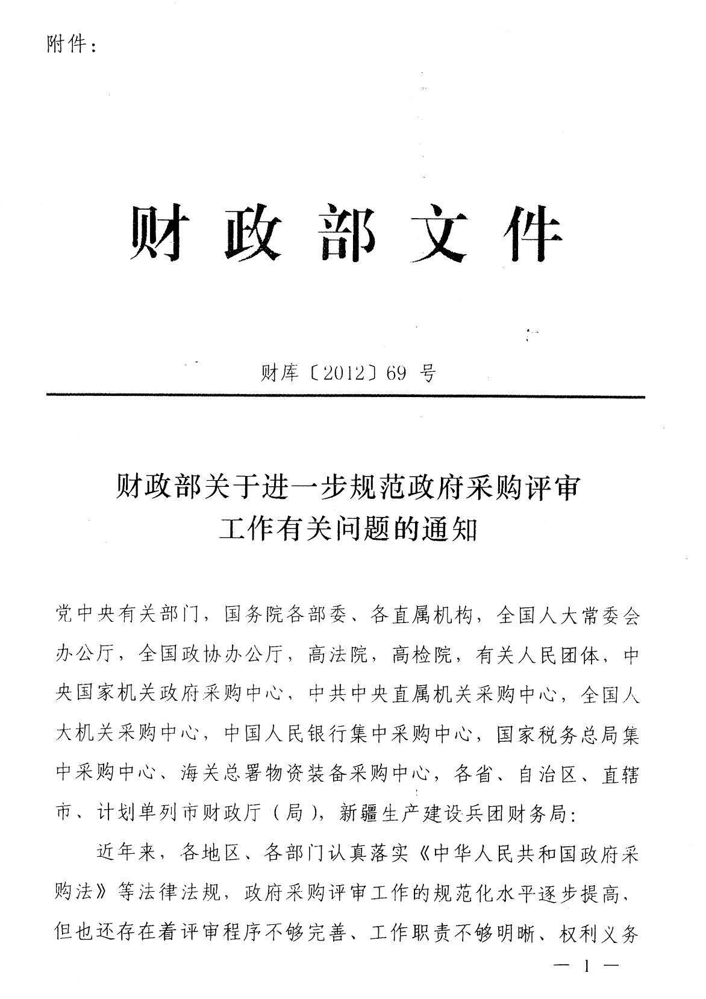 附件：
财政部文件
财库〔2012〕69 号
财政部关于进一步规范政府采购评审
工作有关问题的通知
党中央有关部门，国务院各部委、各直属机构，全国人大常委会
办公厅，全国政协办公厅，高法院，高检院，有关人民团体，中
央国家机关政府采购中心，中共中央直属机关采购中心，全国人
大机关采购中心，中国人民银行集中采购中心，国家税务总局集
中采购中心、海关总署物资装备采购中心，各省、自治区、直辖
市、计划单列市财政厅（局），新疆生产建设兵团财务局：
近年来，各地区、各部门认真落实《中华人民共和国政府采
购法》等法律法规，政府采购评审工作的规范化水平逐步提高，
但也还存在着评审程序不够完善、工作职责不够明晰、权利义务
— 1 —